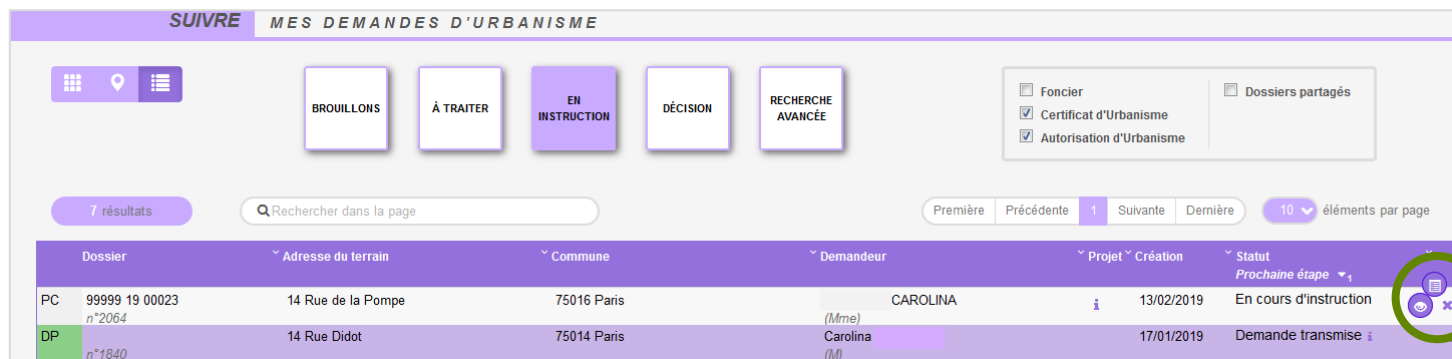 SUIVRE MES DEMANDES D'URBANISME
BROUILLONS
À TRAITER
EN
INSTRUCTION
DÉCISION
RECHERCHE
AVANCÉE
Foncier
Certificat d'Urbanisme
Autorisation d'Urbanisme
Dossiers partagés
7 résultats
Rechercher dans la page
Première Précédente 1 Suivante Dernière
10 éléments par page
Dossier Adresse du terrain Commune Demandeur Projet Création Statut
Prochaine étape 1
PC 99999 19 00023 14 Rue de la Pompe 75016 Paris CAROLINA i 13/02/2019 En cours d'instruction
n°2064 (Mme)
DP 14 Rue Didot 75014 Paris Carolina 17/01/2019 Demande transmise i
n°1840 (M)